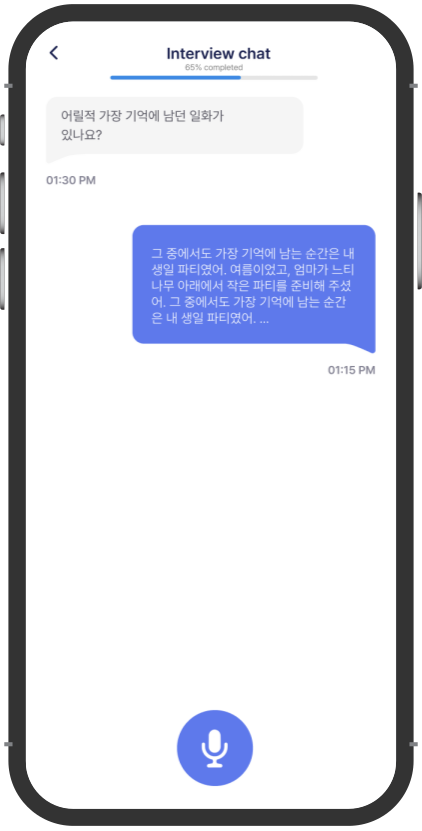 Interview chat
65% completed
어릴적 가장 기억에 남던 일화가
있나요?
01:30 PM
그 중에서도 가장 기억에 남는 순간은 내
생일 파티였어. 여름이었고, 엄마가 느티
나무 아래에서 작은 파티를 준비해 주셨
어. 그 중에서도 가장 기억에 남는 순간
은 내 생일 파티였어. ...
01:15 PM